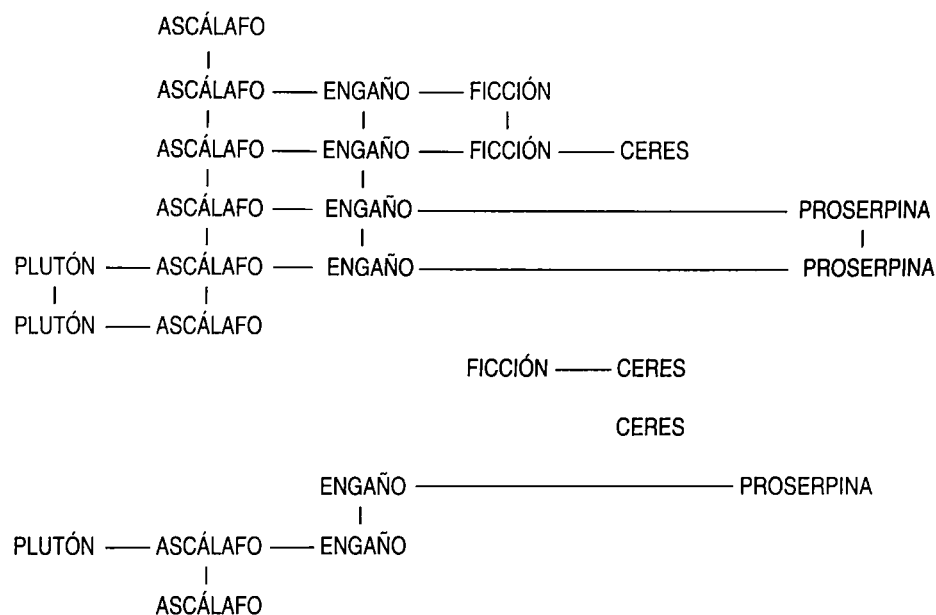 ASCÁLAFO
ASCÁLAFO ENGAÑO FICCIÓN
ASCÁLAFO ENGAÑO FICCIÓN CERES
ASCÁLAFO ENGAÑO PROSERPINA
PLUTÓN ASCÁLAFO ENGAÑO PROSERPINA
PLUTÓN ASCÁLAFO
FICCIÓN CERES
CERES
ENGAÑO PROSERPINA
PLUTÓN ASCÁLAFO ENGAÑO
ASCÁLAFO